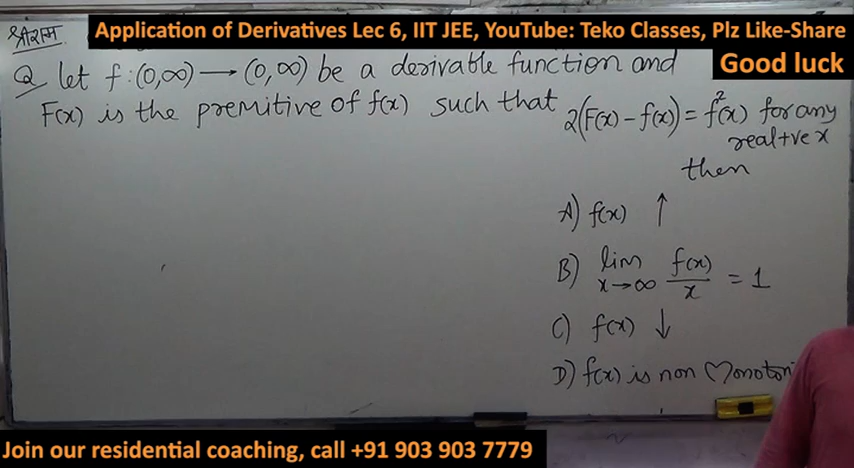 श्रीराम
Application of Derivatives Lec 6, IIT JEE, YouTube: Teko Classes, Plz Like-Share
Good luck
Q let f:(0,∞) → (0,∞) be a derivable function and
F(x) is the premitive of f(x) such that 2(F(x) - f(x)) = f²(x) for any
real +ve x
then
A) f(x) ↑
B) lim x→∞ f(x)/x = 1
C) f(x) ↓
D) f(x) is non Monoton
Join our residential coaching, call +91 903 903 7779